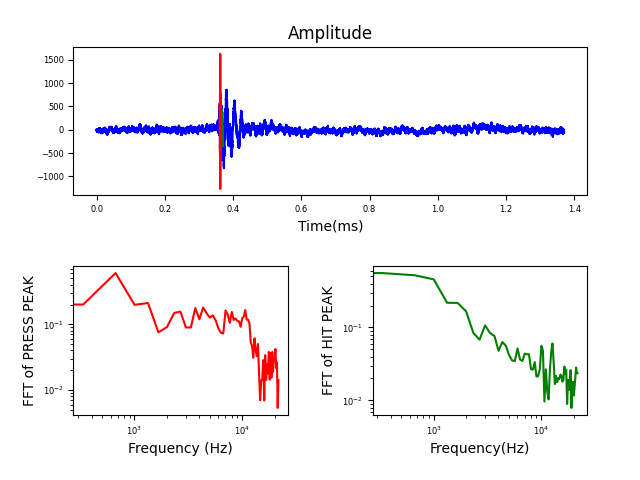 Amplitude
1500
1000
500
0
−500
−1000
0.0 0.2 0.4 0.6 0.8 1.0 1.2 1.4
Time(ms)
FFT of PRESS PEAK
10⁻¹
10⁻²
10³ 10⁴
Frequency (Hz)
FFT of HIT PEAK
10⁻¹
10⁻²
10³ 10⁴
Frequency(Hz)